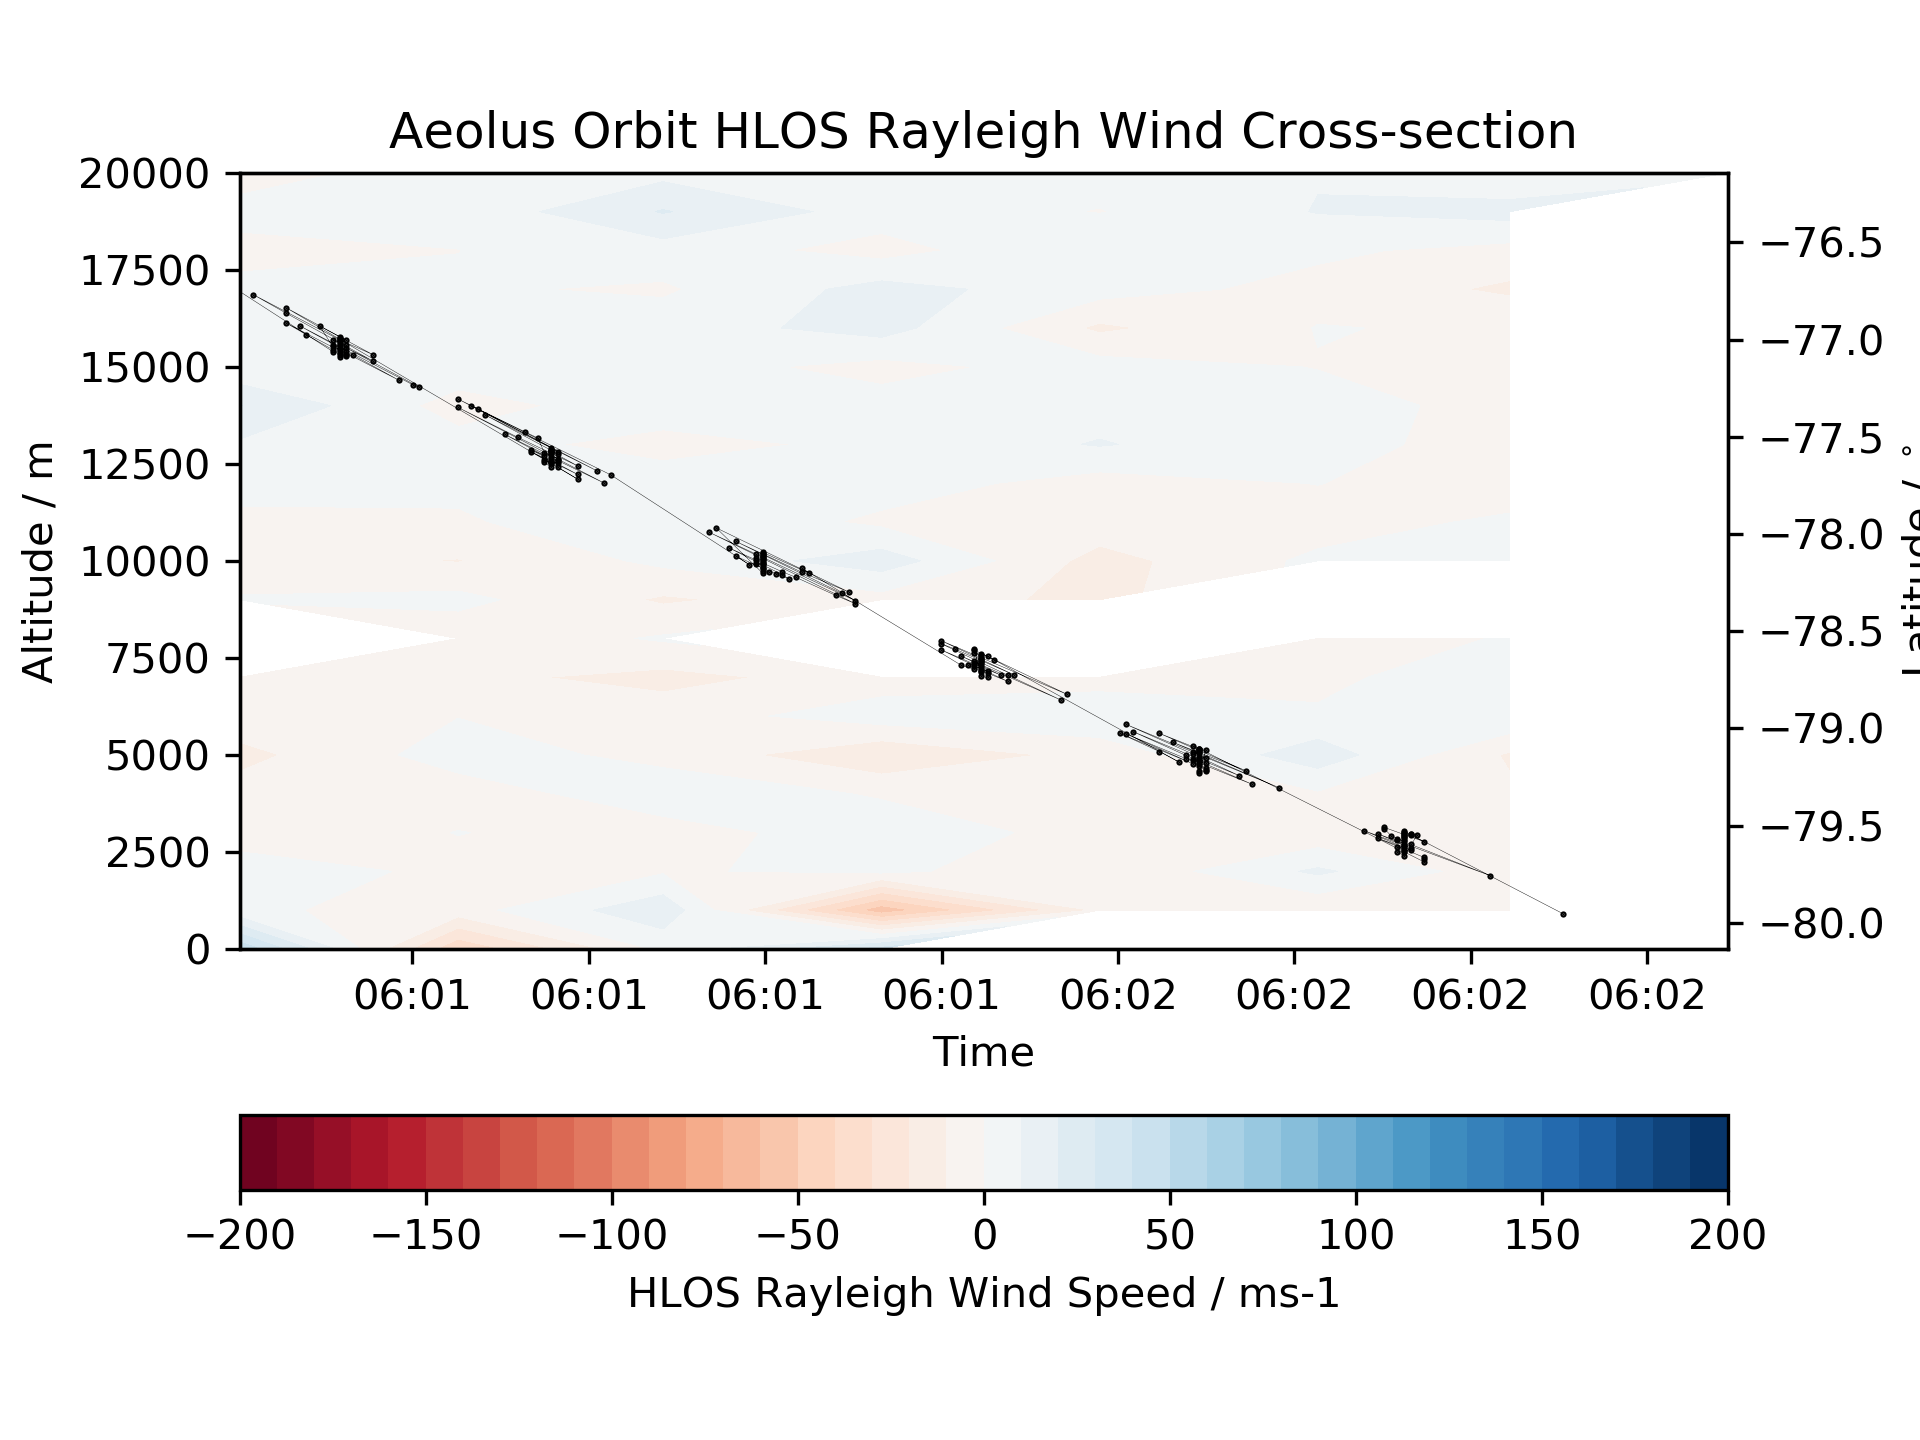 Aeolus Orbit HLOS Rayleigh Wind Cross-section
20000
17500
15000
12500
10000
7500
5000
2500
0
Altitude / m
−76.5
−77.0
−77.5
−78.0
−78.5
−79.0
−79.5
−80.0
Latitude / °
06:01 06:01 06:01 06:01 06:02 06:02 06:02 06:02
Time
−200 −150 −100 −50 0 50 100 150 200
HLOS Rayleigh Wind Speed / ms-1